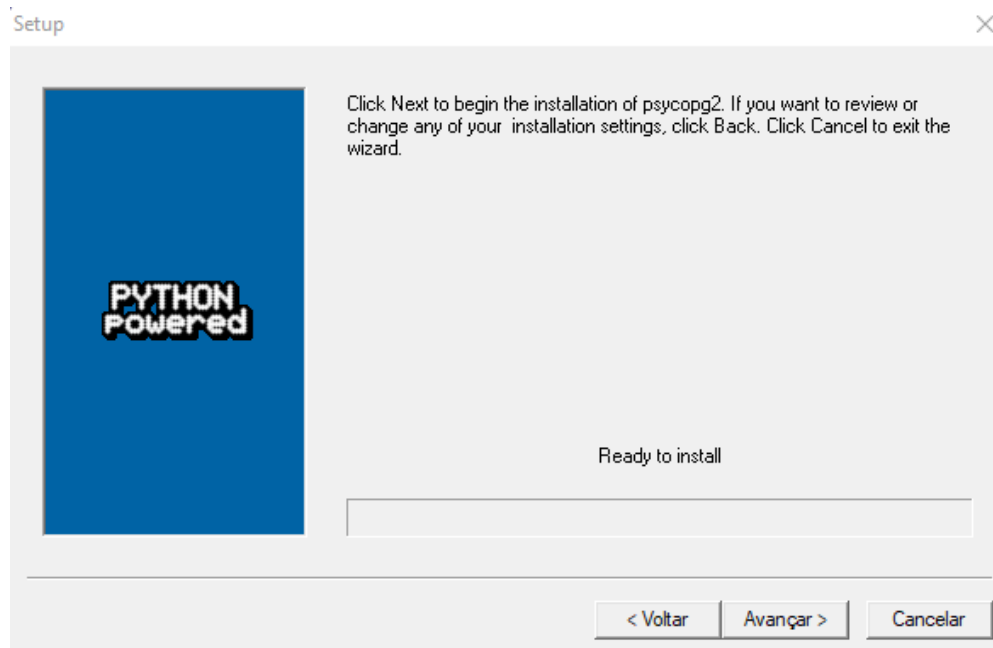 Setup
Click Next to begin the installation of psycopg2. If you want to review or
change any of your installation settings, click Back. Click Cancel to exit the
wizard.
PYTHON
powered
Ready to install
< Voltar
Avançar >
Cancelar